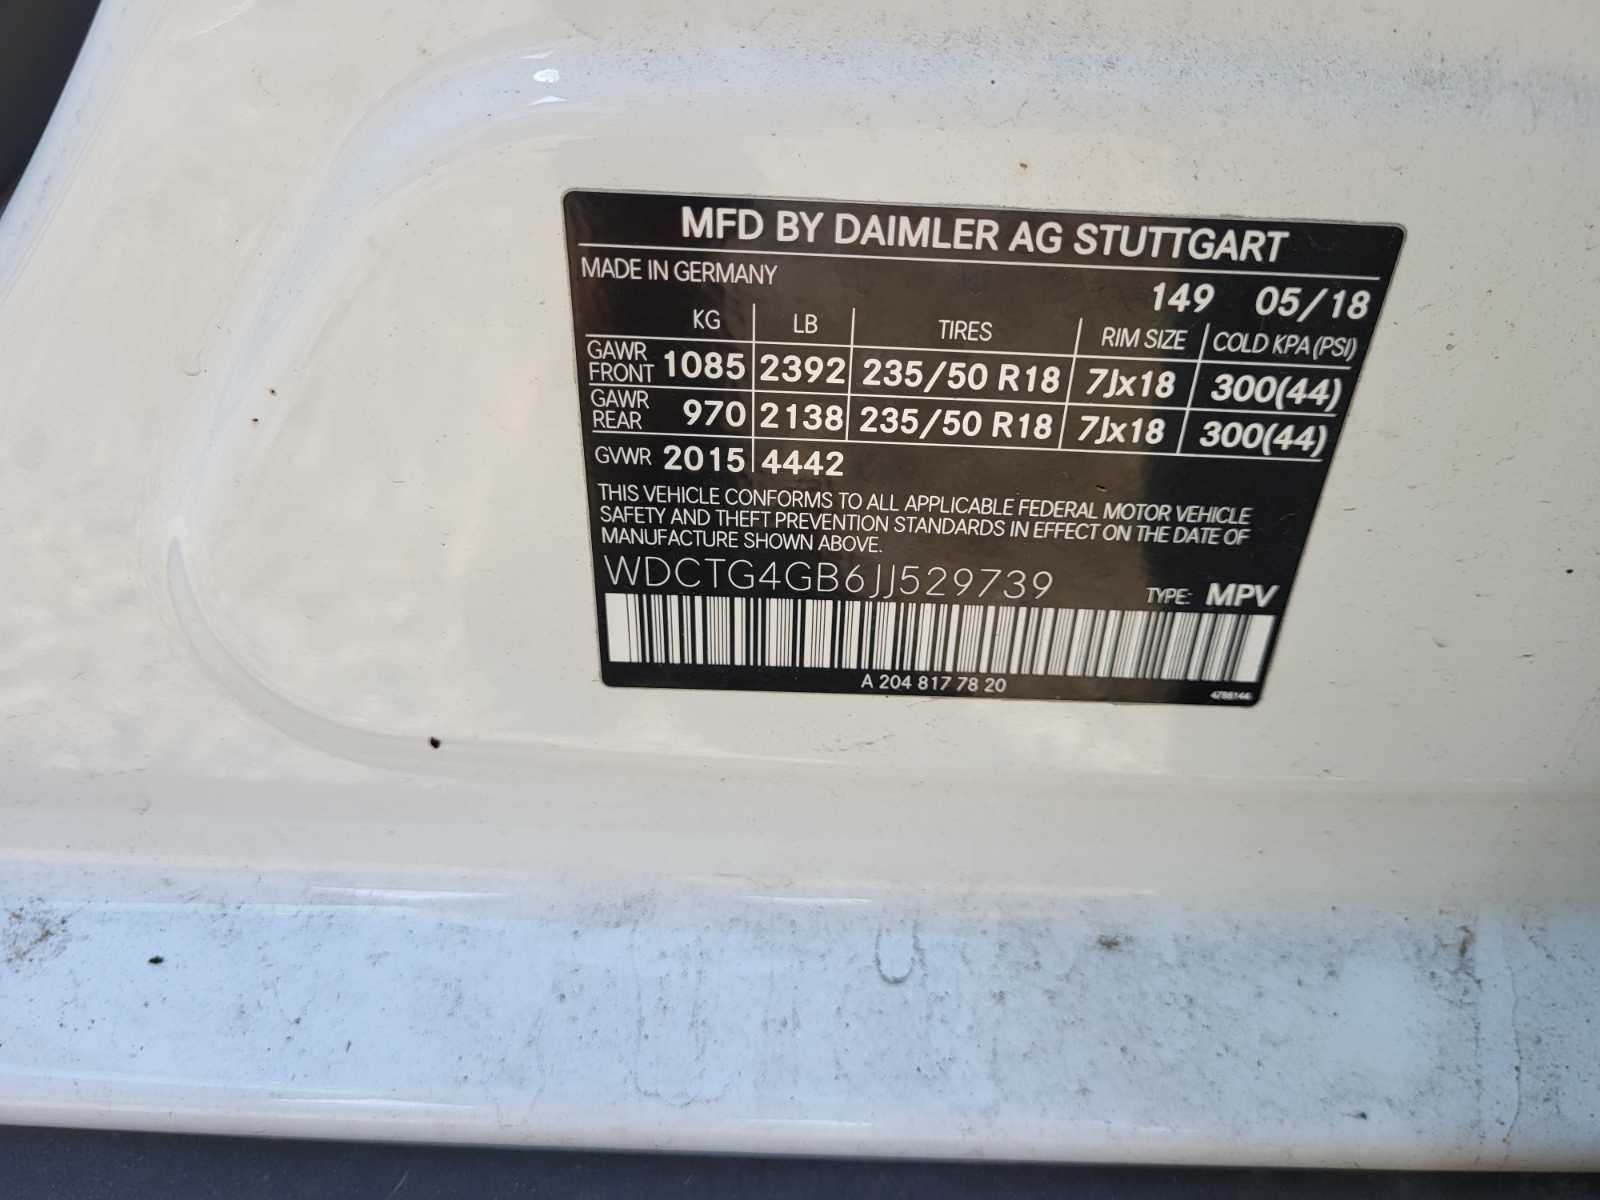 MFD BY DAIMLER AG STUTTGART
MADE IN GERMANY
149 05/18
KG LB TIRES RIM SIZE COLD KPA (PSI)
GAWR FRONT 1085 2392 235/50 R18 7Jx18 300(44)
GAWR REAR 970 2138 235/50 R18 7Jx18 300(44)
GVWR 2015 4442
THIS VEHICLE CONFORMS TO ALL APPLICABLE FEDERAL MOTOR VEHICLE
SAFETY AND THEFT PREVENTION STANDARDS IN EFFECT ON THE DATE OF
MANUFACTURE SHOWN ABOVE.
WDCTG4GB6JJ529739 TYPE: MPV
A 204 817 78 20
4788144